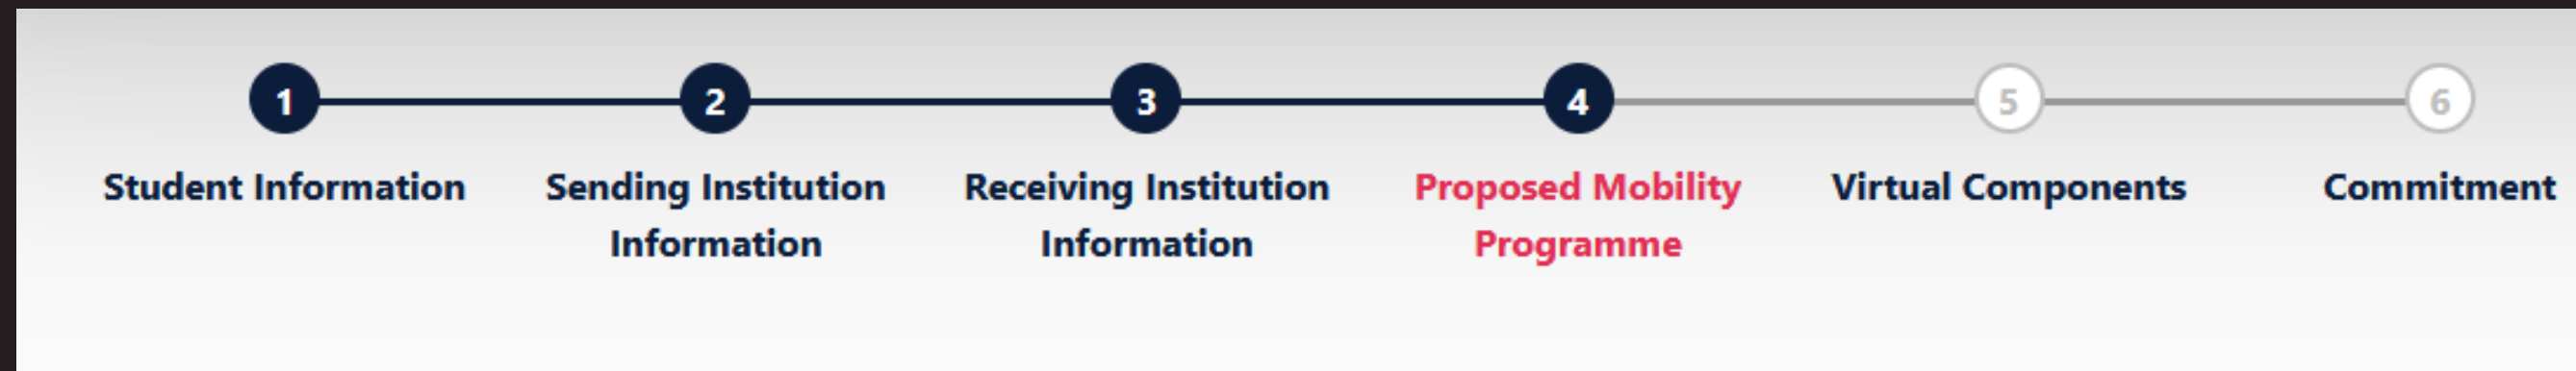 1 2 3 4 5 6
Student Information Sending Institution Receiving Institution Proposed Mobility Virtual Components Commitment
Information Information Programme